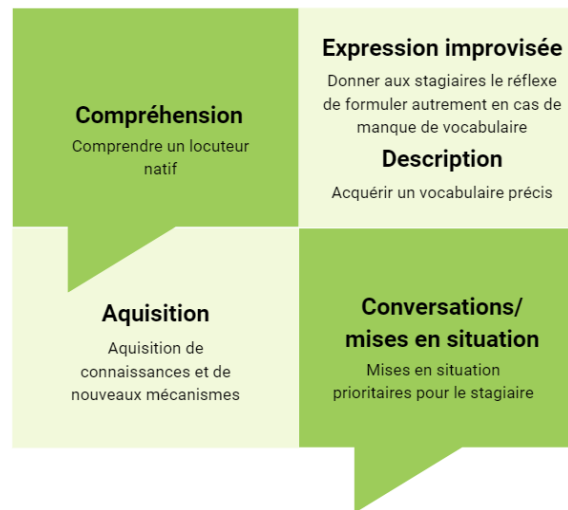 Compréhension
Comprendre un locuteur
natif
Expression improvisée
Donner aux stagiaires le réflexe
de formuler autrement en cas de
manque de vocabulaire
Description
Acquérir un vocabulaire précis
Aquisition
Aquisition de
connaissances et de
nouveaux mécanismes
Conversations/
mises en situation
Mises en situation
prioritaires pour le stagiaire